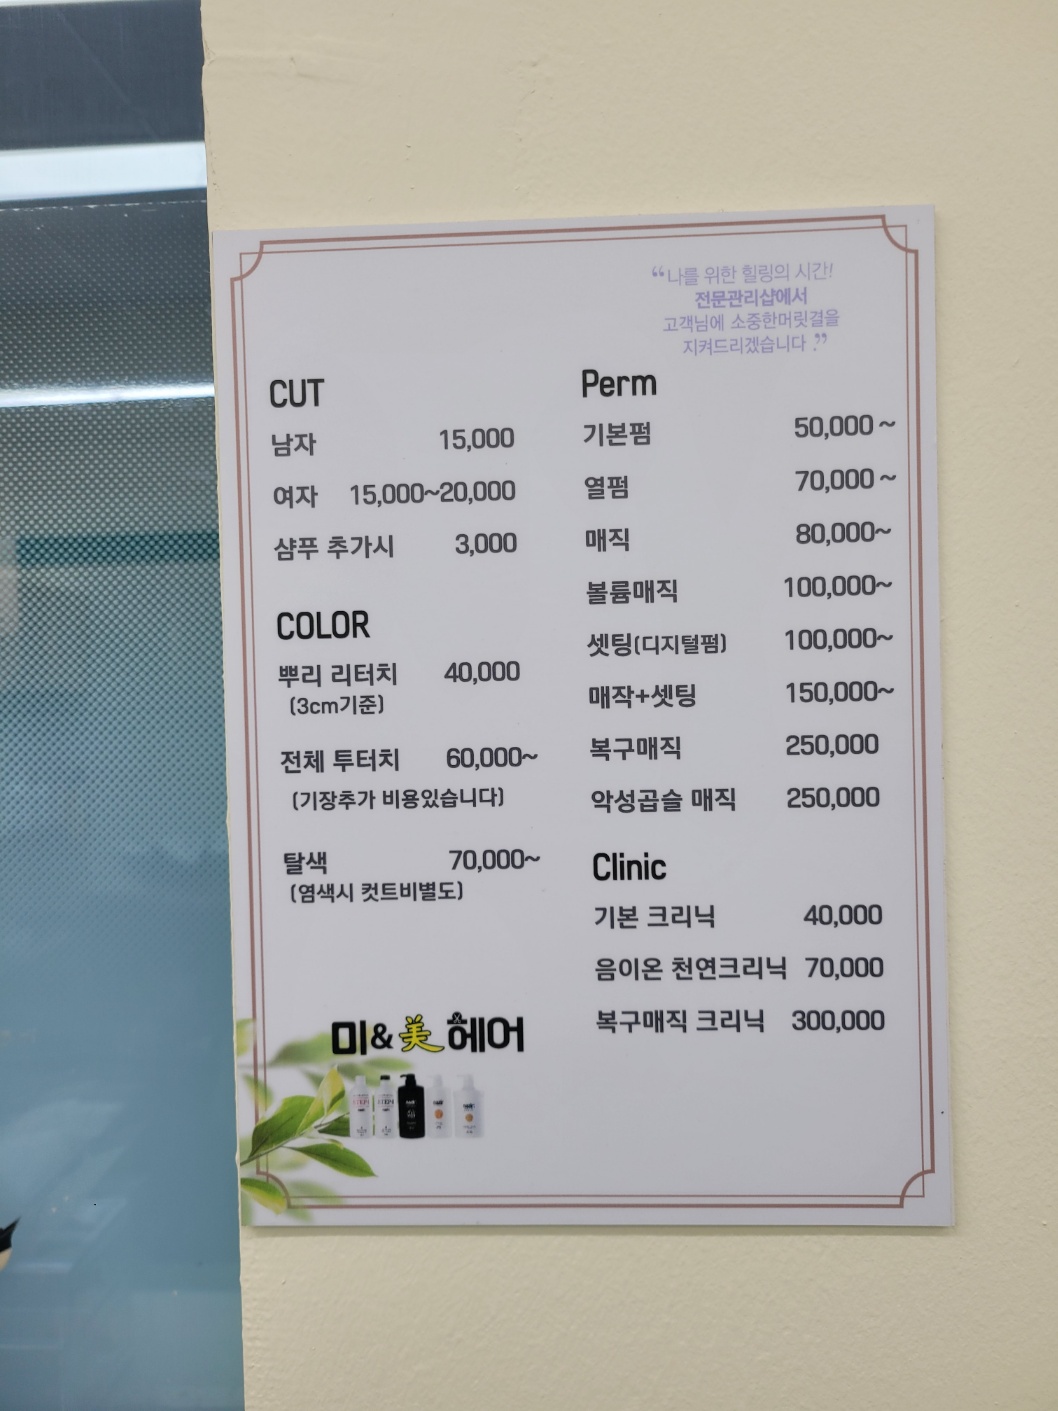 “나를 위한 힐링의 시간!
전문관리샵에서
고객님에 소중한머릿결을
지켜드리겠습니다.”
CUT
남자 15,000
여자 15,000~20,000
샴푸 추가시 3,000
COLOR
뿌리 리터치 40,000
(3cm기준)
전체 투터치 60,000~
(기장추가 비용있습니다)
탈색 70,000~
(염색시 컷트비별도)
Perm
기본펌 50,000~
열펌 70,000~
매직 80,000~
볼륨매직 100,000~
셋팅(디지털펌) 100,000~
매작+셋팅 150,000~
복구매직 250,000
악성곱슬 매직 250,000
Clinic
기본 크리닉 40,000
음이온 천연크리닉 70,000
복구매직 크리닉 300,000
미&美 헤어